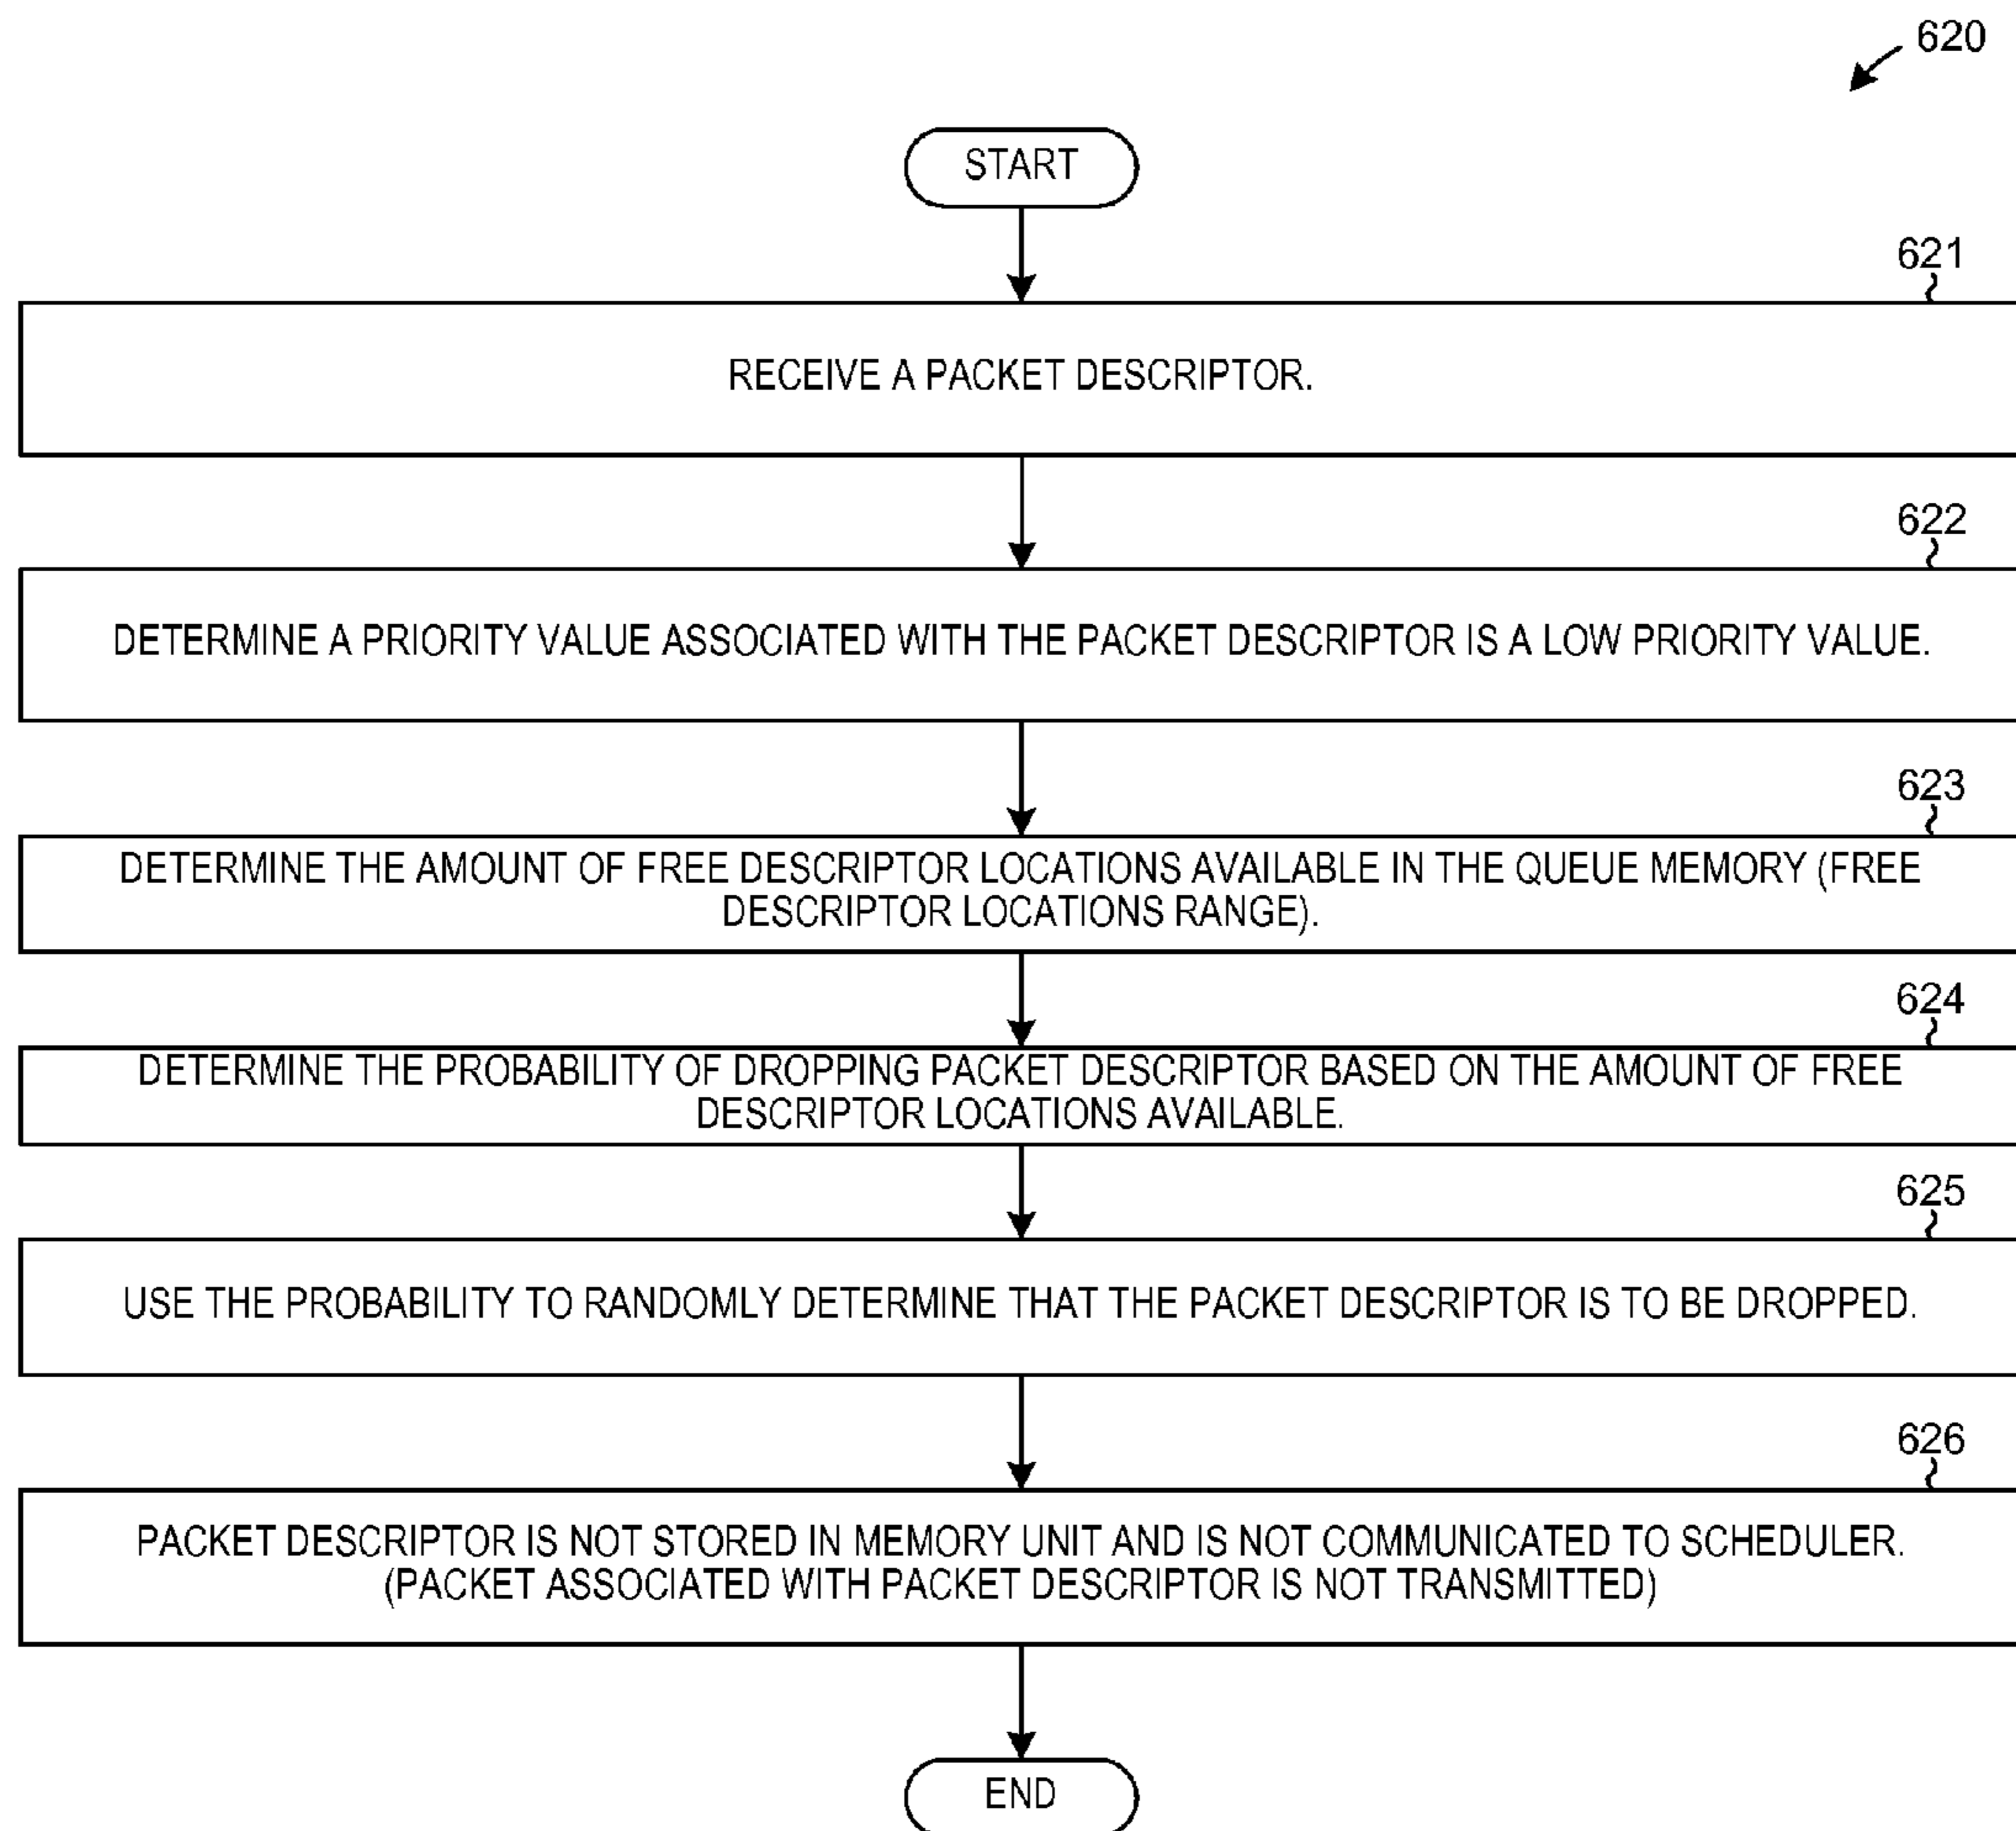 620
START
621
RECEIVE A PACKET DESCRIPTOR.
622
DETERMINE A PRIORITY VALUE ASSOCIATED WITH THE PACKET DESCRIPTOR IS A LOW PRIORITY VALUE.
623
DETERMINE THE AMOUNT OF FREE DESCRIPTOR LOCATIONS AVAILABLE IN THE QUEUE MEMORY (FREE
DESCRIPTOR LOCATIONS RANGE).
624
DETERMINE THE PROBABILITY OF DROPPING PACKET DESCRIPTOR BASED ON THE AMOUNT OF FREE
DESCRIPTOR LOCATIONS AVAILABLE.
625
USE THE PROBABILITY TO RANDOMLY DETERMINE THAT THE PACKET DESCRIPTOR IS TO BE DROPPED.
626
PACKET DESCRIPTOR IS NOT STORED IN MEMORY UNIT AND IS NOT COMMUNICATED TO SCHEDULER.
(PACKET ASSOCIATED WITH PACKET DESCRIPTOR IS NOT TRANSMITTED)
END